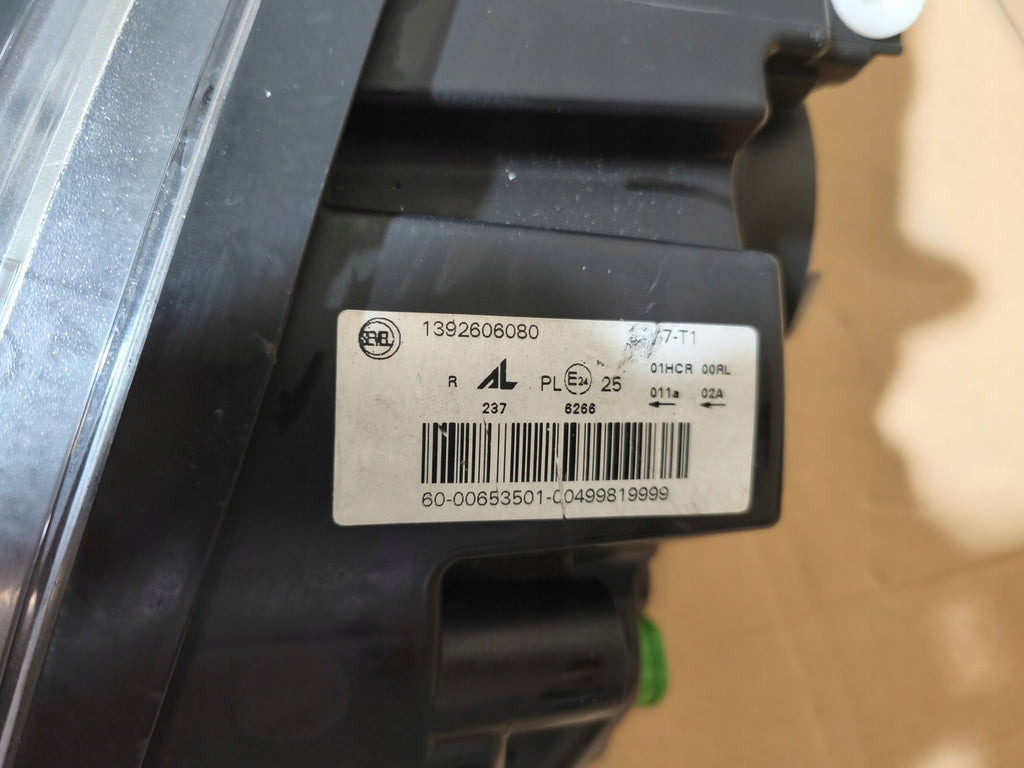 SEVEL 1392606080 7-T1
R AL PL E24 25 01HCR 00RL
237 6266 011a 02A
60-00653501-00499819999